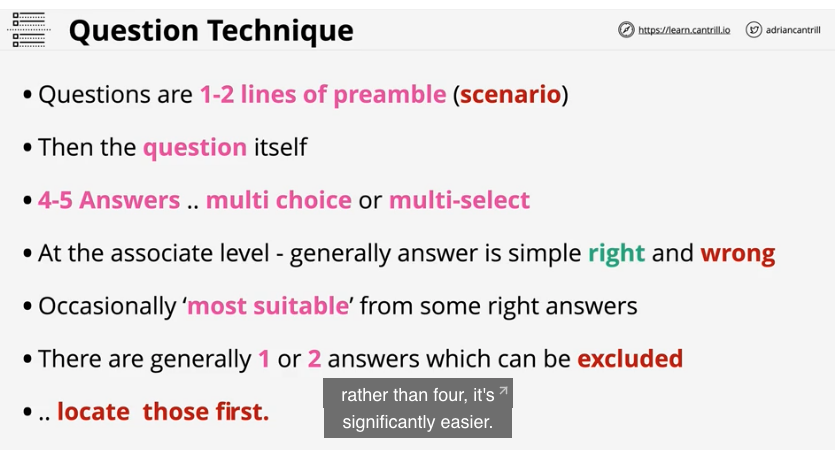 Question Technique
https://learn.cantrill.io
adriancantrill
• Questions are 1-2 lines of preamble (scenario)
• Then the question itself
• 4-5 Answers .. multi choice or multi-select
• At the associate level - generally answer is simple right and wrong
• Occasionally ‘most suitable’ from some right answers
• There are generally 1 or 2 answers which can be excluded
• .. locate those first.
rather than four, it's
significantly easier.